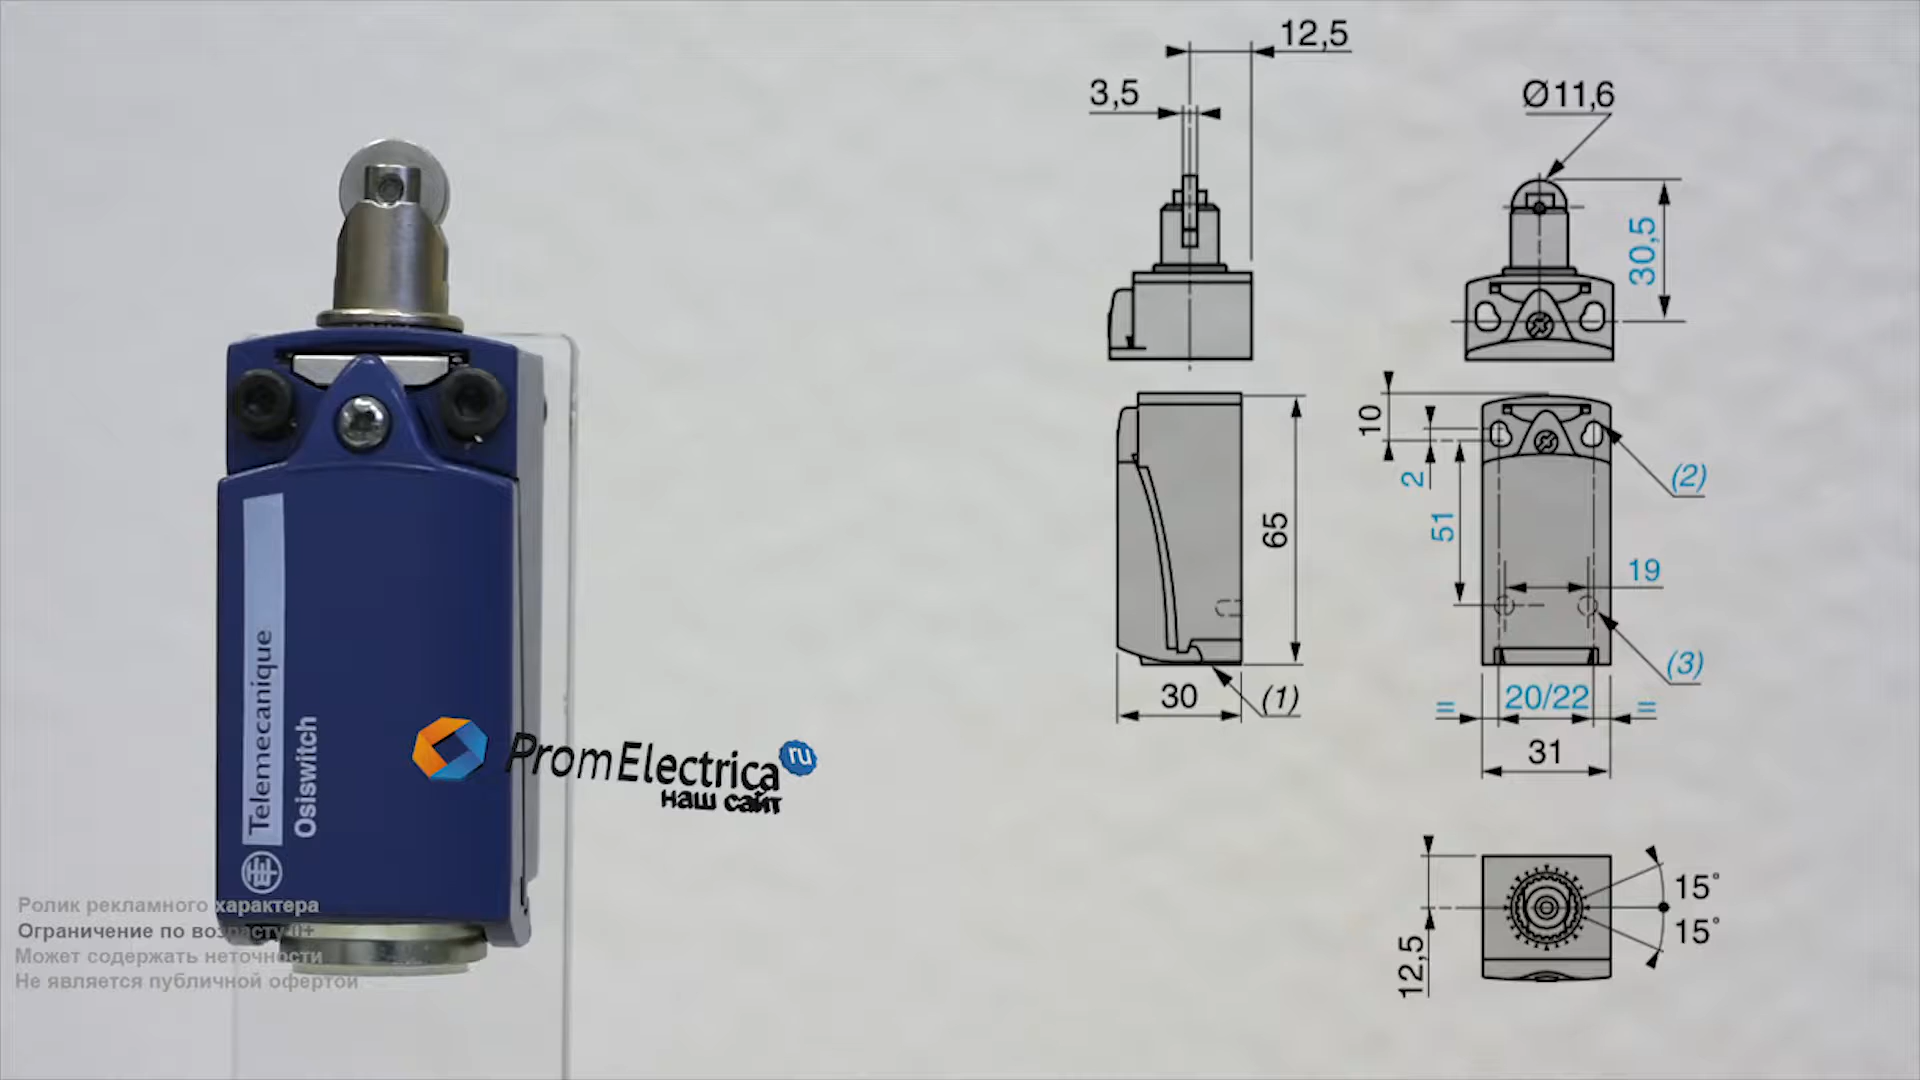 Telemecanique
Osiswitch
PromElectrica
ru
наш сайт
Ролик рекламного характера
Ограничение по возрасту 0+
Может содержать неточности
Не является публичной офертой
12,5
3,5
Ø11,6
30,5
10
2
(2)
51
65
19
(3)
30
(1)
= 20/22 =
31
15°
15°
12,5